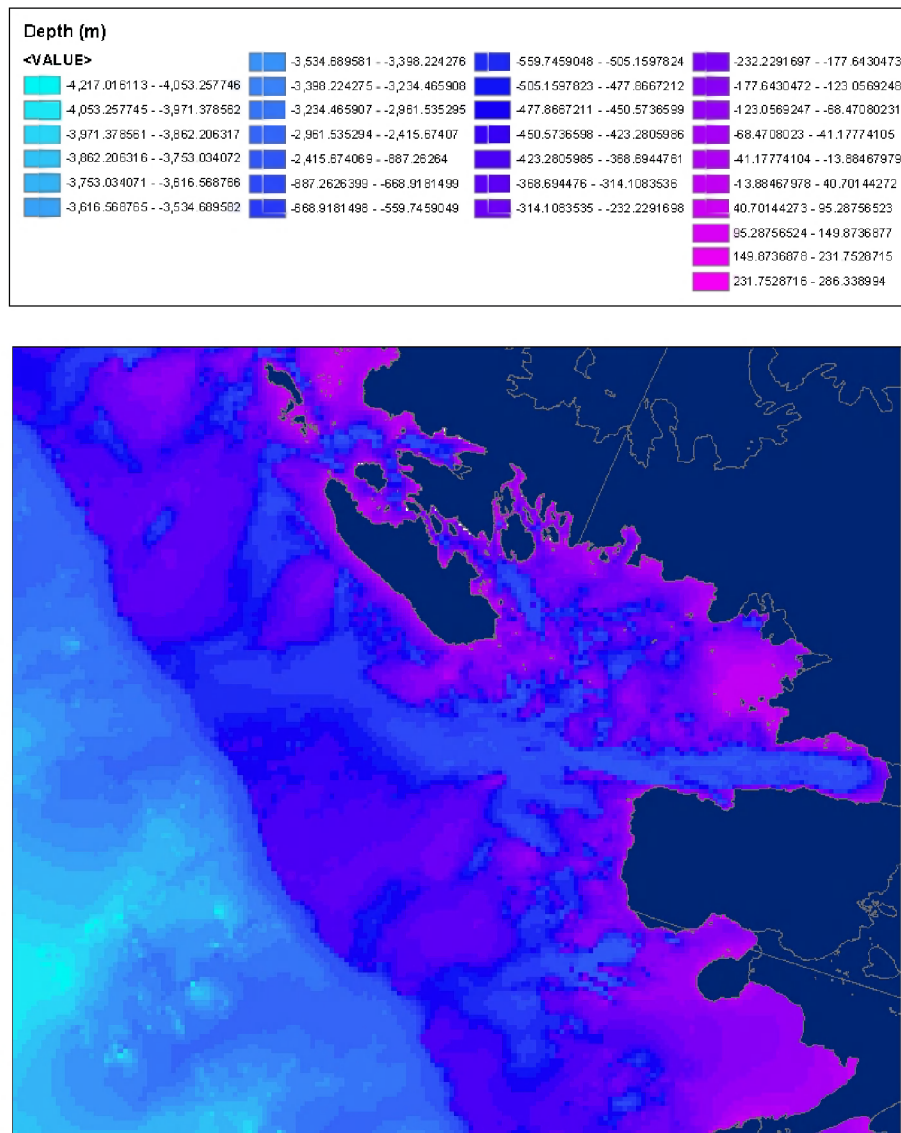 Depth (m)
<VALUE>
-4,217.016113 - -4,053.257746
-4,053.257745 - -3,971.378562
-3,971.378561 - -3,862.206317
-3,862.206316 - -3,753.034072
-3,753.034071 - -3,616.568766
-3,616.568765 - -3,534.689582
-3,534.689581 - -3,398.224276
-3,398.224275 - -3,234.465908
-3,234.465907 - -2,961.535295
-2,961.535294 - -2,415.67407
-2,415.674069 - -887.26264
-887.2626399 - -668.9181499
-668.9181498 - -559.7459049
-559.7459048 - -505.1597824
-505.1597823 - -477.8667212
-477.8667211 - -450.5736599
-450.5736598 - -423.2805986
-423.2805985 - -368.6944761
-368.694476 - -314.1083536
-314.1083535 - -232.2291698
-232.2291697 - -177.6430473
-177.6430472 - -123.0569248
-123.0569247 - -68.47080231
-68.4708023 - -41.17774105
-41.17774104 - -13.88467979
-13.88467978 - 40.70144272
40.70144273 - 95.28756523
95.28756524 - 149.8736877
149.8736878 - 231.7528715
231.7528716 - 286.338994